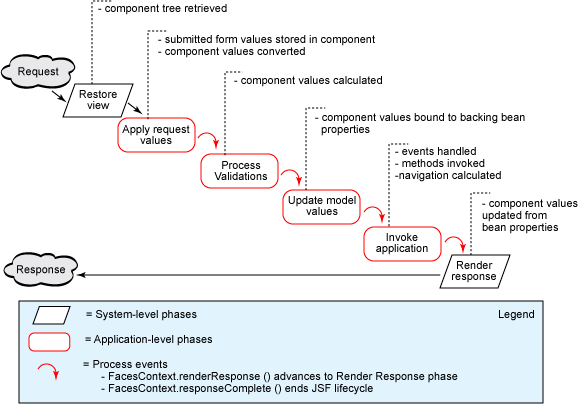 - component tree retrieved
- submitted form values stored in component
- component values converted
Request
- component values calculated
Restore
view
- component values bound to backing bean
properties
Apply request
values
- events handled
- methods invoked
-navigation calculated
Process
Validations
Update model
values
- component values
updated from
bean properties
Invoke
application
Response
Render
response
= System-level phases
Legend
= Application-level phases
= Process events
- FacesContext.renderResponse () advances to Render Response phase
- FacesContext.responseComplete () ends JSF lifecycle